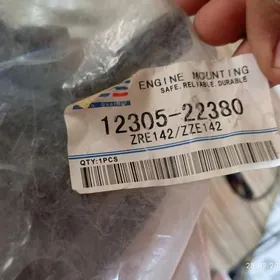 ENGINE MOUNTING
SAFE. RELIABLE. DURABLE
12305-22380
ZRE142/ZZE142
QTY:1PCS